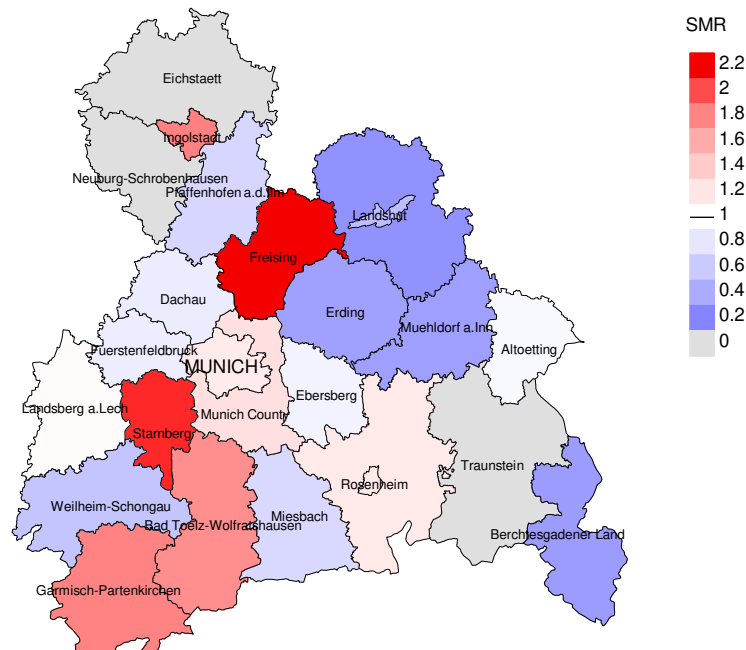 SMR
2.2
2
1.8
1.6
1.4
1.2
1
0.8
0.6
0.4
0.2
0
Eichstaett
Ingolstadt
Neuburg-Schrobenhausen
Pfaffenhofen a.d.Ilm
Landshut
Freising
Dachau
Erding
Muehldorf a.Inn
Altoetting
Fuerstenfeldbruck
MUNICH
Ebersberg
Landsberg a.Lech
Munich County
Starnberg
Traunstein
Rosenheim
Weilheim-Schongau
Miesbach
Bad Toelz-Wolfratshausen
Berchtesgadener Land
Garmisch-Partenkirchen